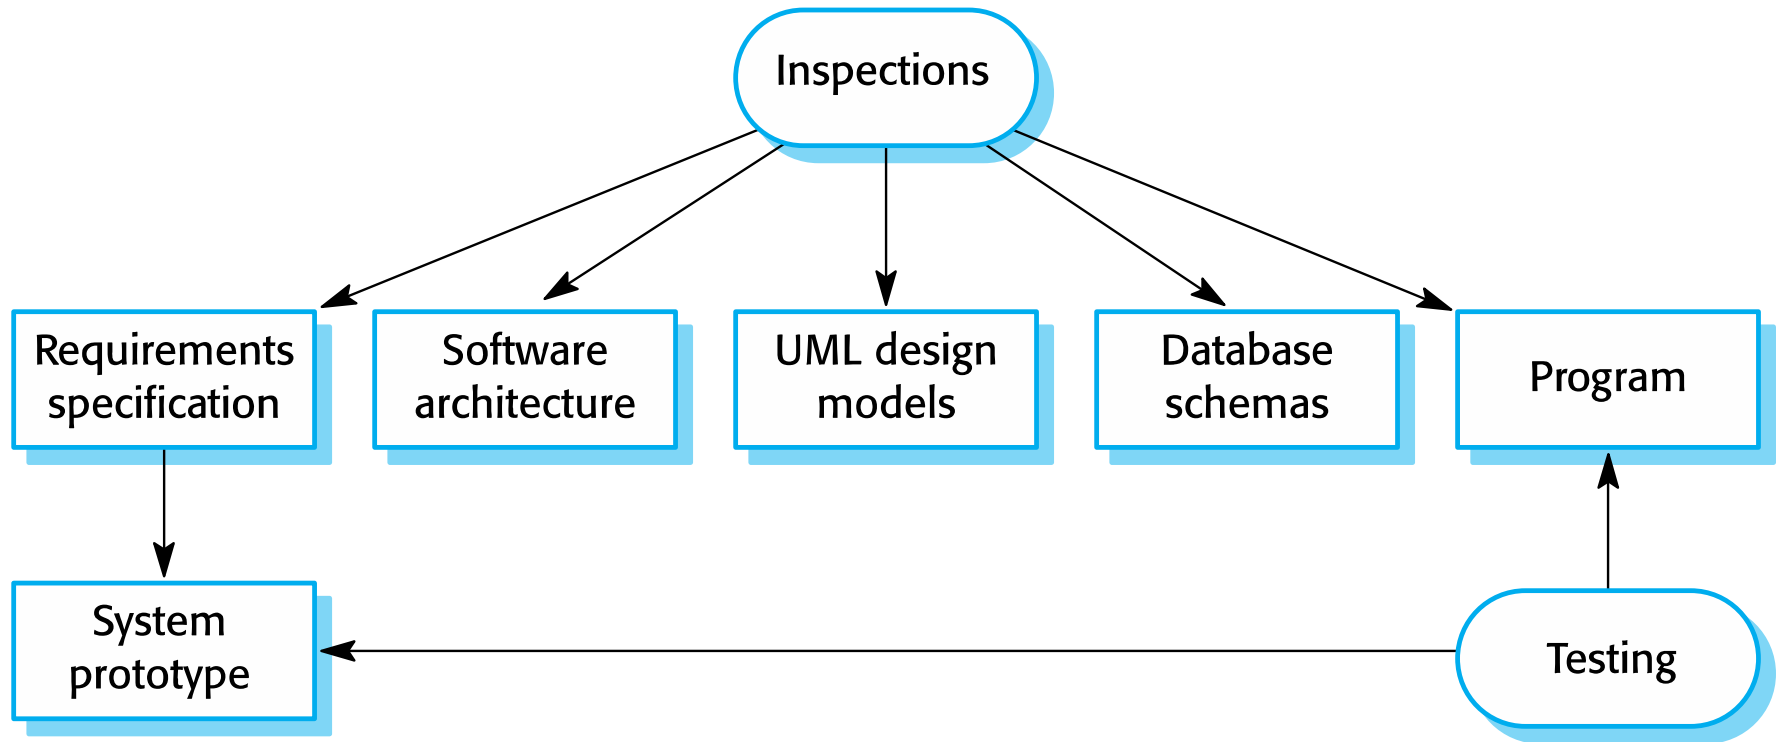 Inspections
Requirements
specification
Software
architecture
UML design
models
Database
schemas
Program
System
prototype
Testing